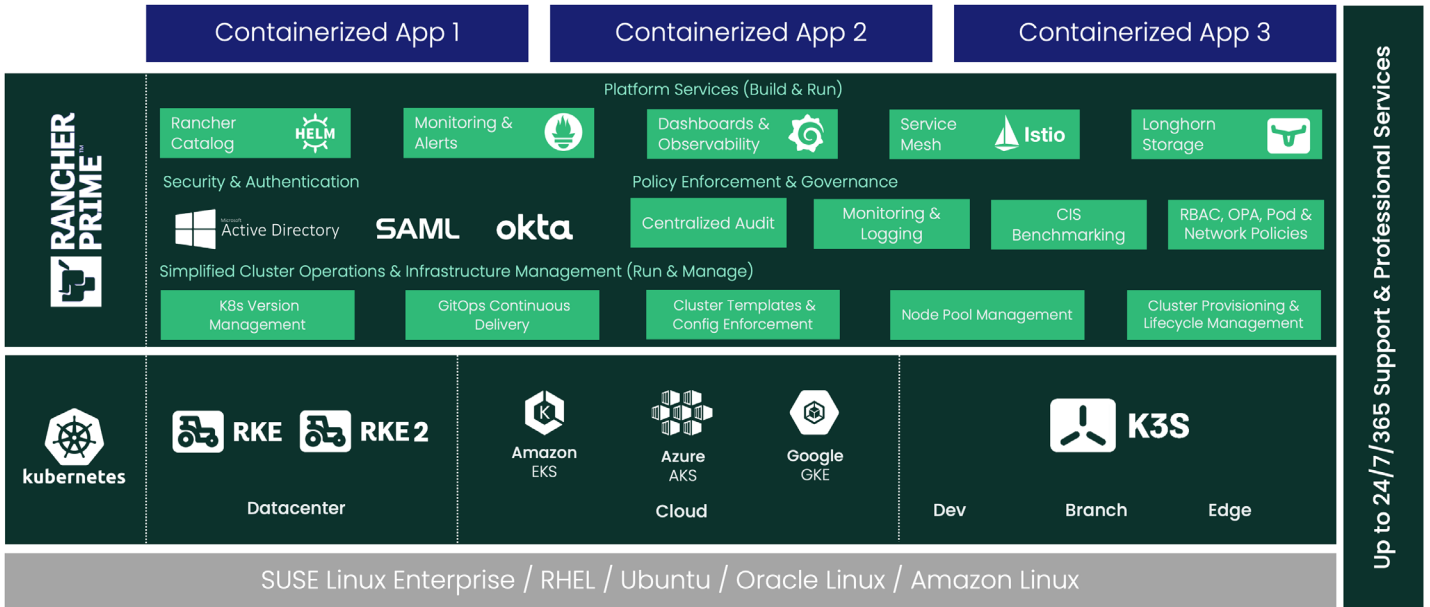 Containerized App 1
Containerized App 2
Containerized App 3
Up to 24/7/365 Support & Professional Services
RANCHER
PRIME™
Platform Services (Build & Run)
Rancher
Catalog
HELM
Monitoring &
Alerts
Dashboards &
Observability
Service
Mesh
Istio
Longhorn
Storage
Security & Authentication
Microsoft
Active Directory
SAML
okta
Policy Enforcement & Governance
Centralized Audit
Monitoring &
Logging
CIS
Benchmarking
RBAC, OPA, Pod &
Network Policies
Simplified Cluster Operations & Infrastructure Management (Run & Manage)
K8s Version
Management
GitOps Continuous
Delivery
Cluster Templates &
Config Enforcement
Node Pool Management
Cluster Provisioning &
Lifecycle Management
kubernetes
RKE
RKE 2
Datacenter
K
Amazon
EKS
Azure
AKS
Google
GKE
Cloud
K3S
Dev
Branch
Edge
SUSE Linux Enterprise / RHEL / Ubuntu / Oracle Linux / Amazon Linux